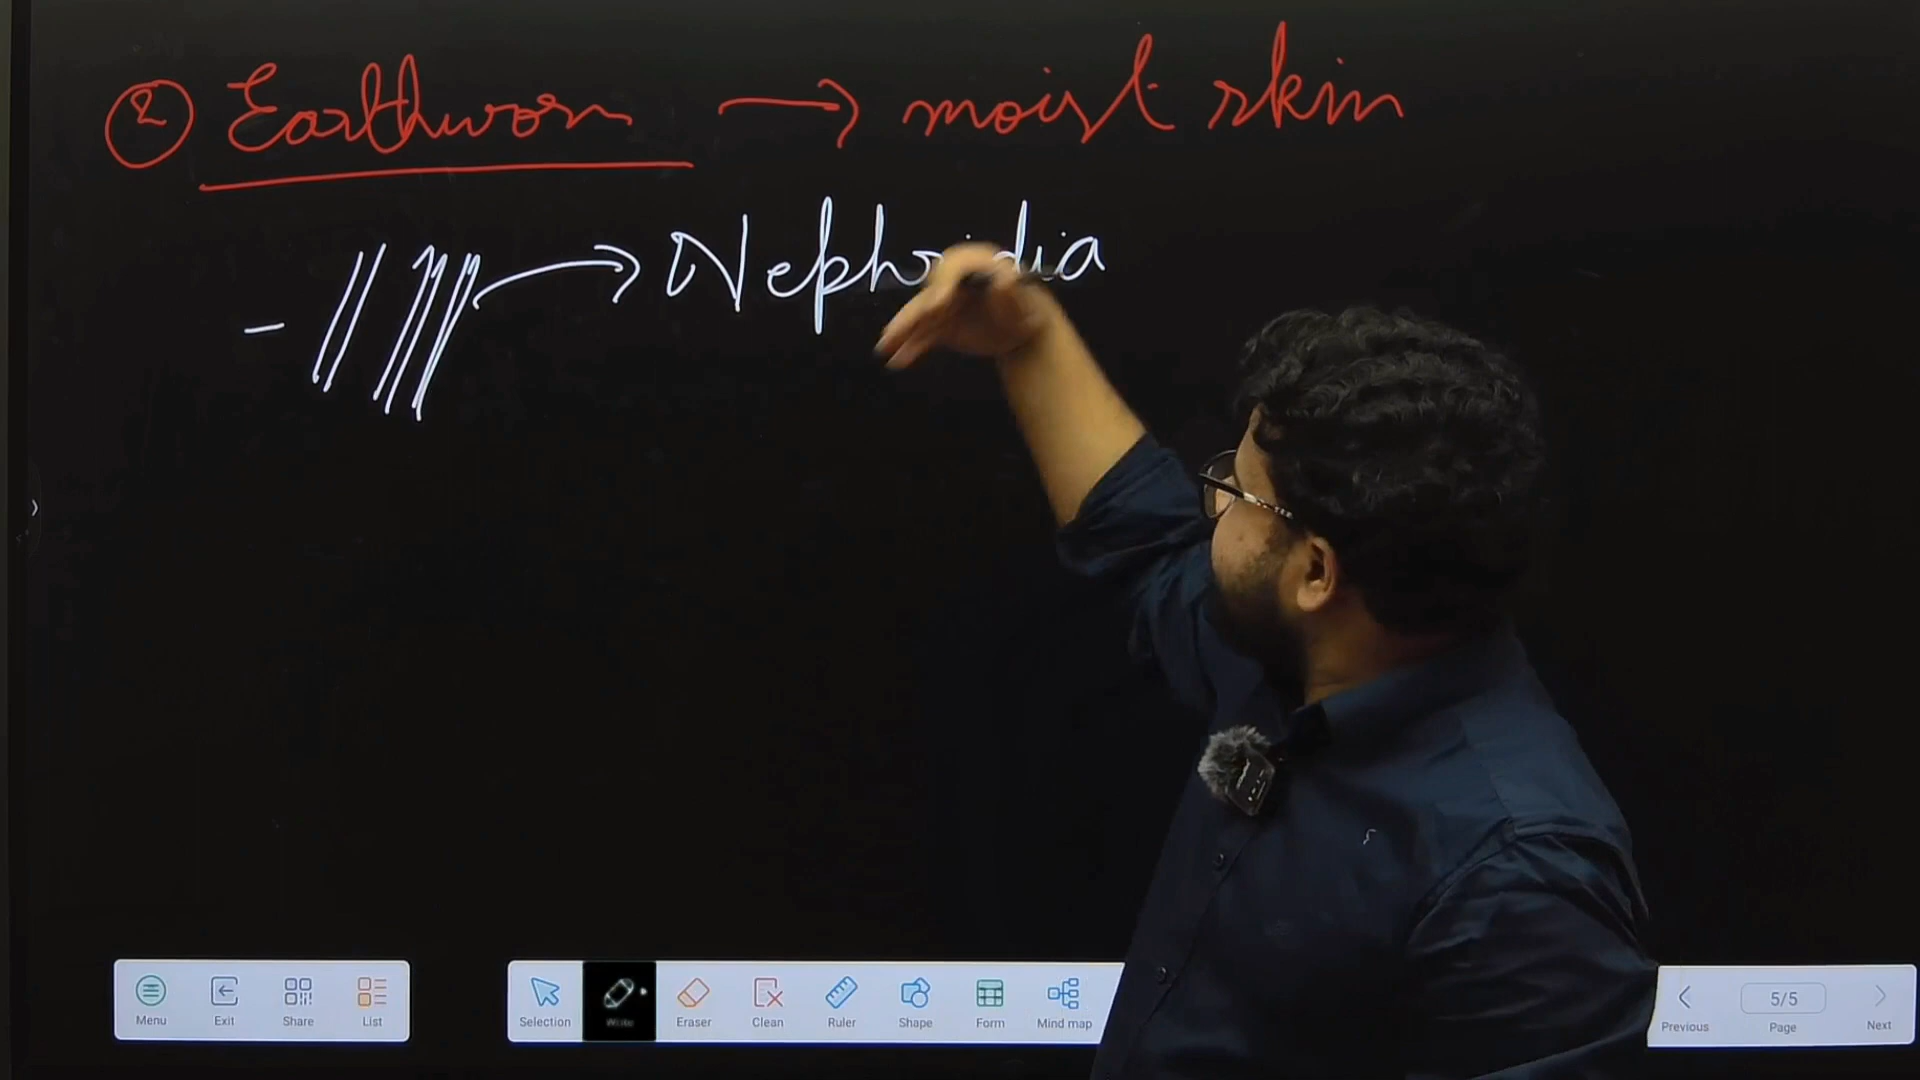 ② Earthworm → moist skin
- → Nephridia
Menu Exit Share List Selection Write Eraser Clean Ruler Shape Form Mind map Previous 5/5 Page Next